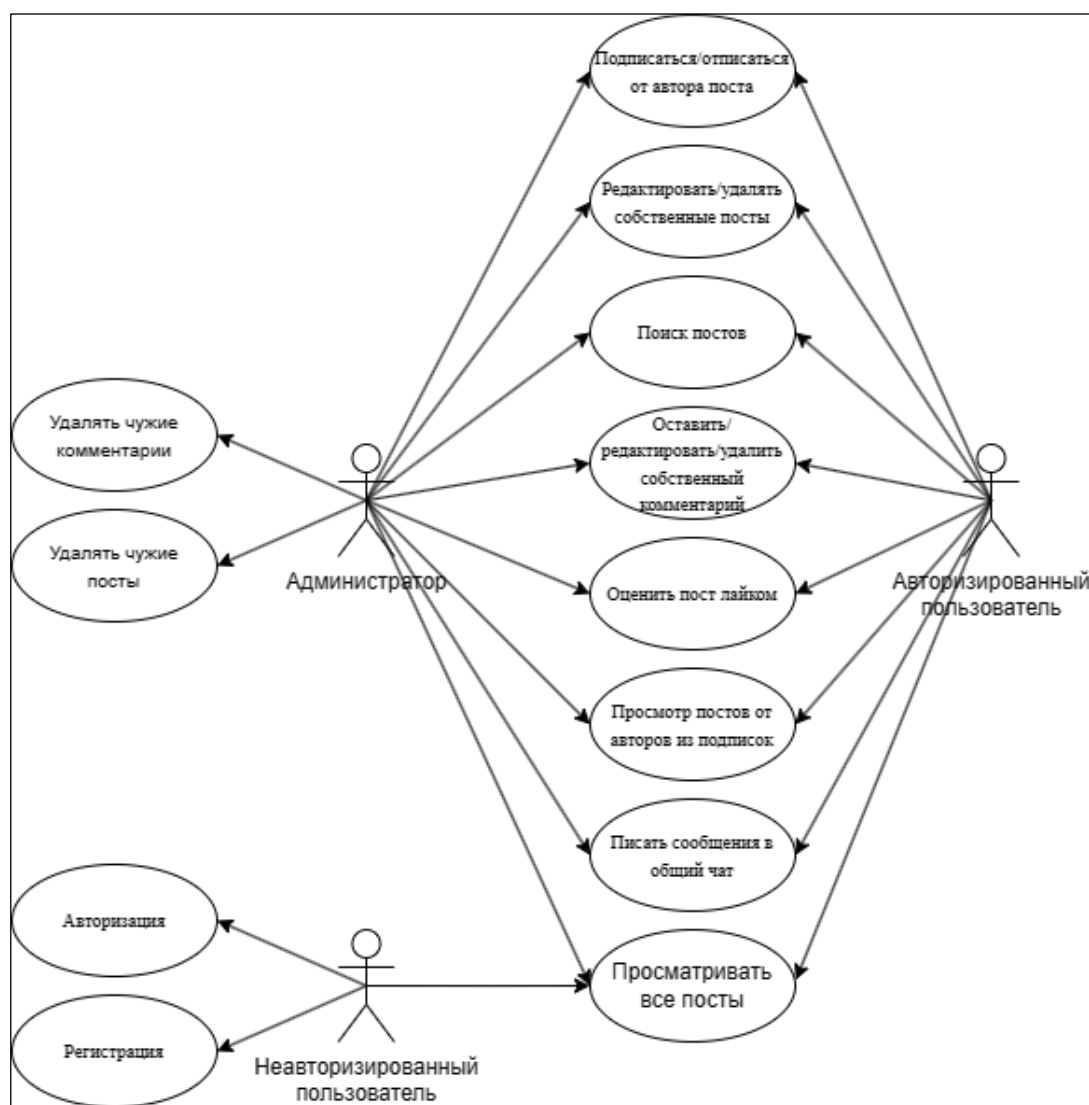 Подписаться/отписаться
от автора поста
Редактировать/удалять
собственные посты
Поиск постов
Удалять чужие
комментарии
Оставить/
редактировать/удалить
собственный
комментарий
Удалять чужие
посты
Администратор
Оценить пост лайком
Авторизированный
пользователь
Просмотр постов от
авторов из подписок
Писать сообщения в
общий чат
Авторизация
Просматривать
все посты
Регистрация
Неавторизированный
пользователь